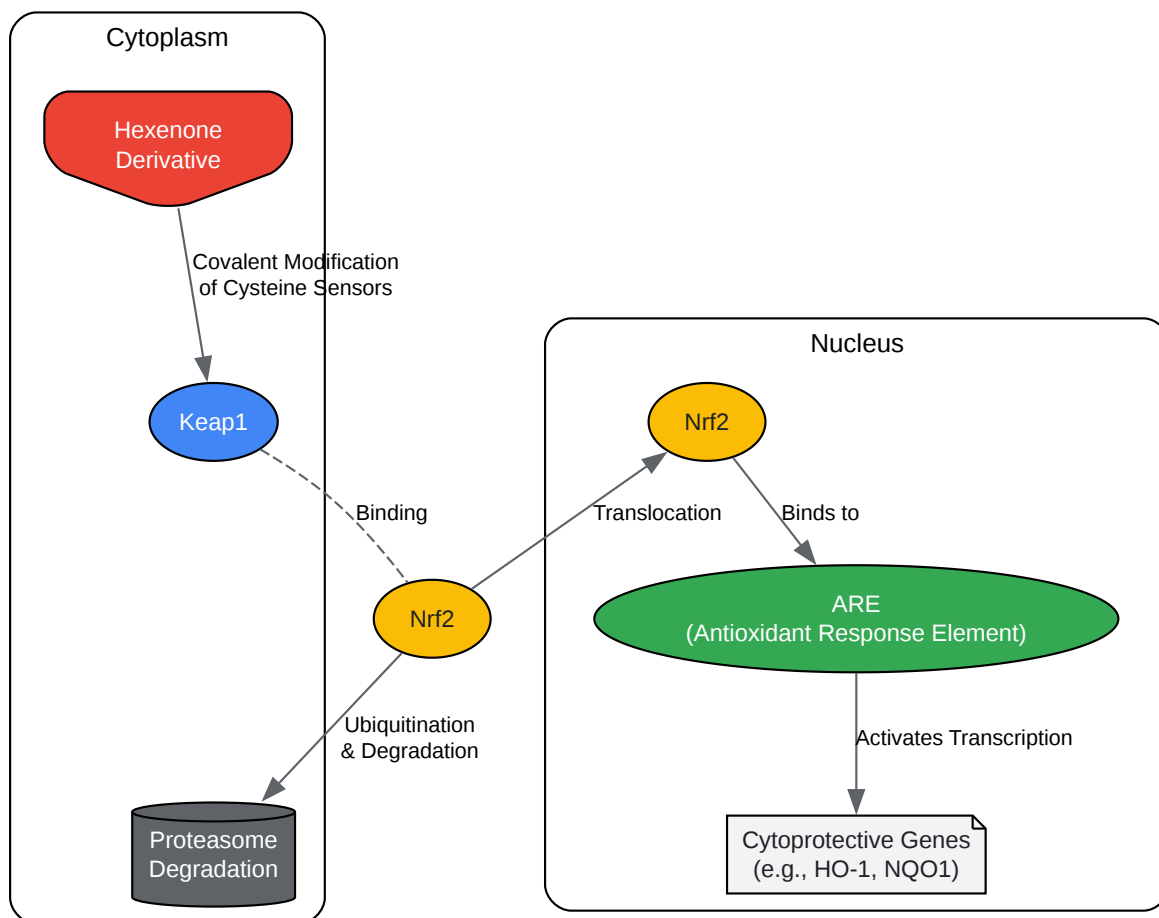 Cytoplasm
Hexenone
Derivative
Covalent Modification
of Cysteine Sensors
Keap1
Binding
Nrf2
Ubiquitination
& Degradation
Proteasome
Degradation
Translocation
Nucleus
Nrf2
Binds to
ARE
(Antioxidant Response Element)
Activates Transcription
Cytoprotective Genes
(e.g., HO-1, NQO1)